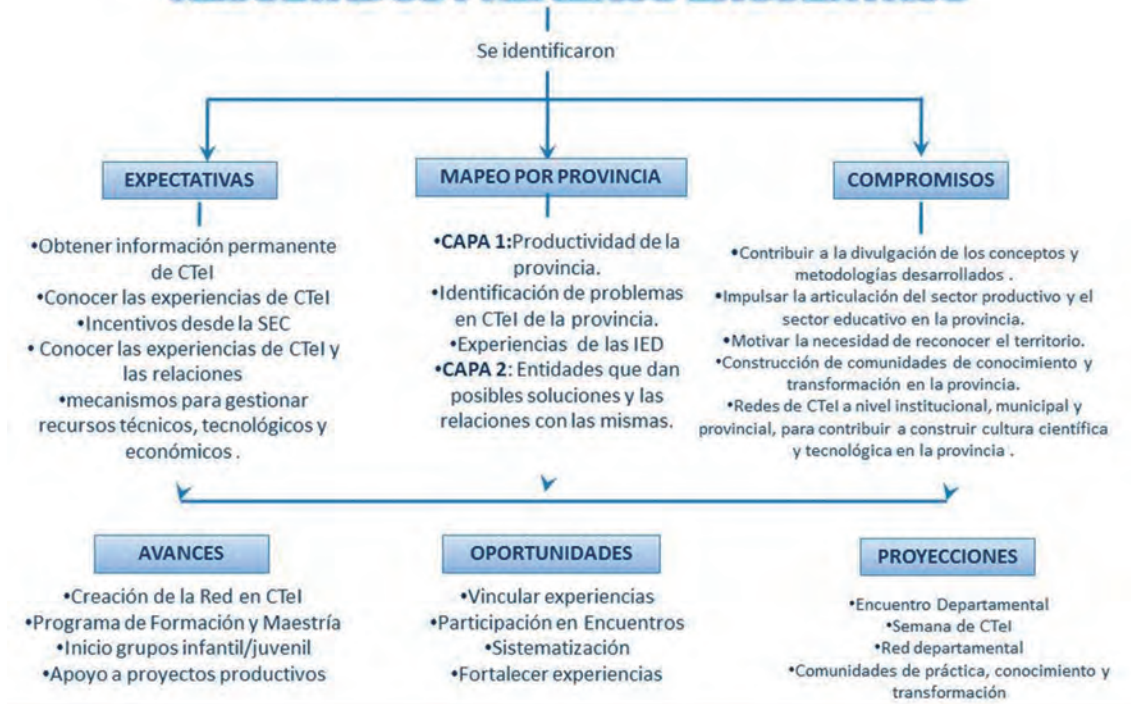 Se identificaron
EXPECTATIVAS
•Obtener información permanente
de CTeI
•Conocer las experiencias de CTeI
•Incentivos desde la SEC
• Conocer las experiencias de CTeI y
las relaciones
•mecanismos para gestionar
recursos técnicos, tecnológicos y
económicos .
MAPEO POR PROVINCIA
•CAPA 1:Productividad de la
provincia.
•Identificación de problemas
en CTeI de la provincia.
•Experiencias de las IED
•CAPA 2: Entidades que dan
posibles soluciones y las
relaciones con las mismas.
COMPROMISOS
•Contribuir a la divulgación de los conceptos y
metodologías desarrollados .
•Impulsar la articulación del sector productivo y el
sector educativo en la provincia.
•Motivar la necesidad de reconocer el territorio.
•Construcción de comunidades de conocimiento y
transformación en la provincia.
•Redes de CTeI a nivel institucional, municipal y
provincial, para contribuir a construir cultura científica
y tecnológica en la provincia .
AVANCES
•Creación de la Red en CTeI
•Programa de Formación y Maestría
•Inicio grupos infantil/juvenil
•Apoyo a proyectos productivos
OPORTUNIDADES
•Vincular experiencias
•Participación en Encuentros
•Sistematización
•Fortalecer experiencias
PROYECCIONES
•Encuentro Departamental
•Semana de CTeI
•Red departamental
•Comunidades de práctica, conocimiento y
transformación